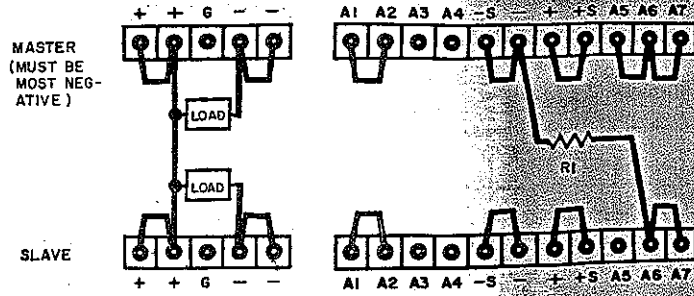 + + G − − A1 A2 A3 A4 −S − + +S A5 A6 A7
MASTER
(MUST BE
MOST NEG-
ATIVE)
LOAD
R1
LOAD
SLAVE
+ + G − − A1 A2 A3 A4 −S − + +S A5 A6 A7